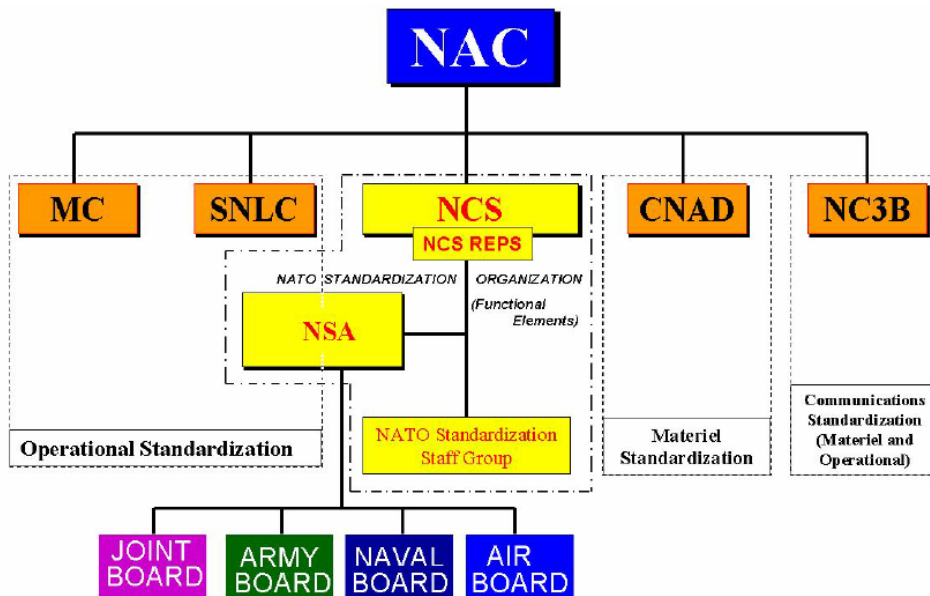 NAC
MC
SNLC
NCS
CNAD
NC3B
NCS REPS
NATO STANDARDIZATION ORGANIZATION
(Functional
Elements)
NSA
NATO Standardization
Staff Group
Operational Standardization
Materiel
Standardization
Communications
Standardization
(Materiel and
Operational)
JOINT
BOARD
ARMY
BOARD
NAVAL
BOARD
AIR
BOARD